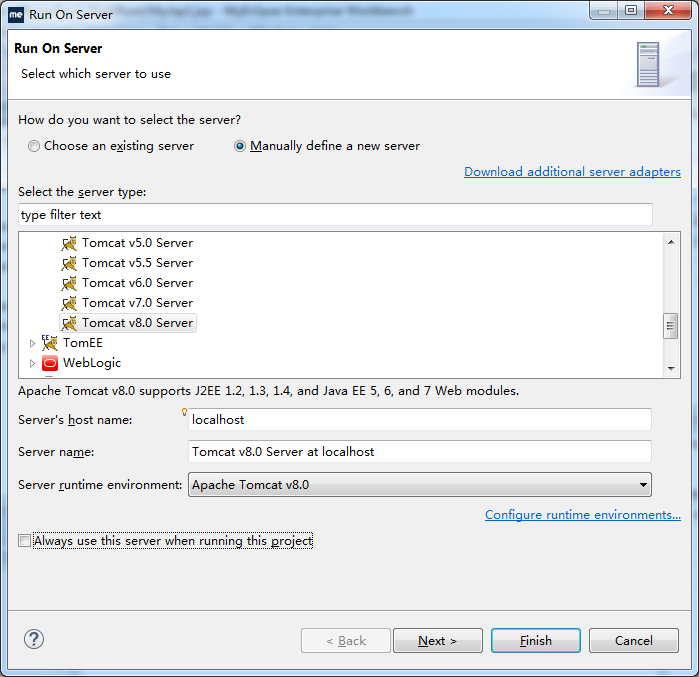 me Run On Server
Run On Server
Select which server to use
How do you want to select the server?
Choose an existing server Manually define a new server
Download additional server adapters
Select the server type:
type filter text
Tomcat v5.0 Server
Tomcat v5.5 Server
Tomcat v6.0 Server
Tomcat v7.0 Server
Tomcat v8.0 Server
EE TomEE
WebLogic
Apache Tomcat v8.0 supports J2EE 1.2, 1.3, 1.4, and Java EE 5, 6, and 7 Web modules.
Server's host name: localhost
Server name: Tomcat v8.0 Server at localhost
Server runtime environment: Apache Tomcat v8.0
Configure runtime environments...
Always use this server when running this project
? < Back Next > Finish Cancel